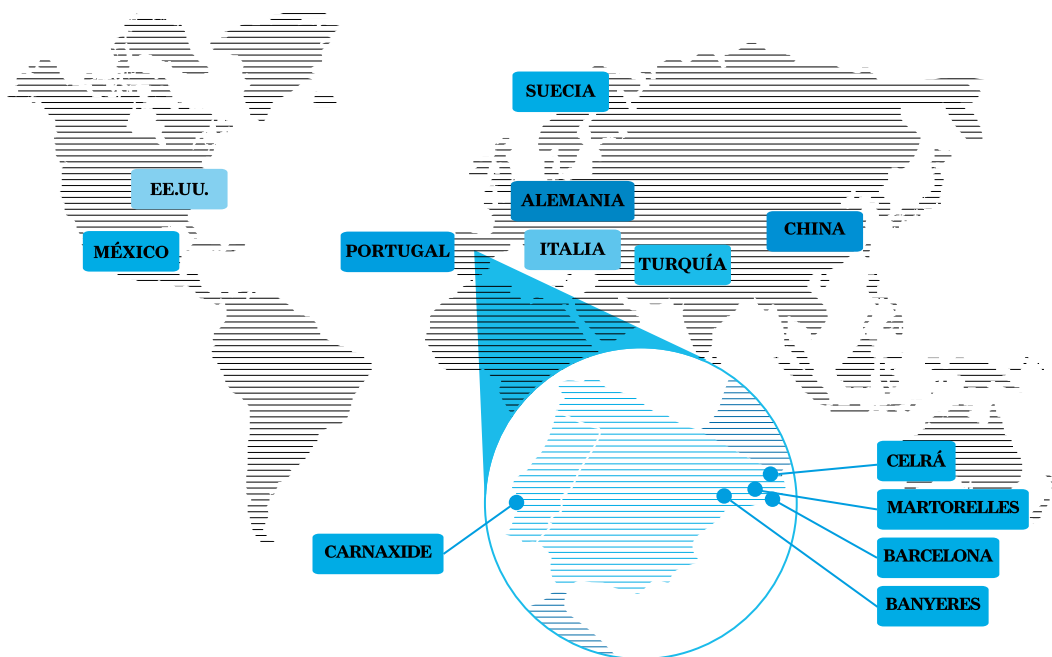 SUECIA
EE.UU.
ALEMANIA
CHINA
MÉXICO
PORTUGAL
ITALIA
TURQUÍA
CELRÁ
MARTORELLES
CARNAXIDE
BARCELONA
BANYERES